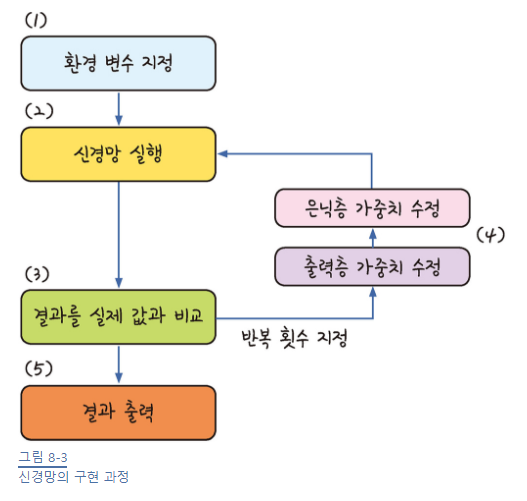 (1)
환경 변수 지정
(2)
신경망 실행
은닉층 가중치 수정
(4)
출력층 가중치 수정
(3)
결과를 실제 값과 비교
반복 횟수 지정
(5)
결과 출력
그림 8-3
신경망의 구현 과정